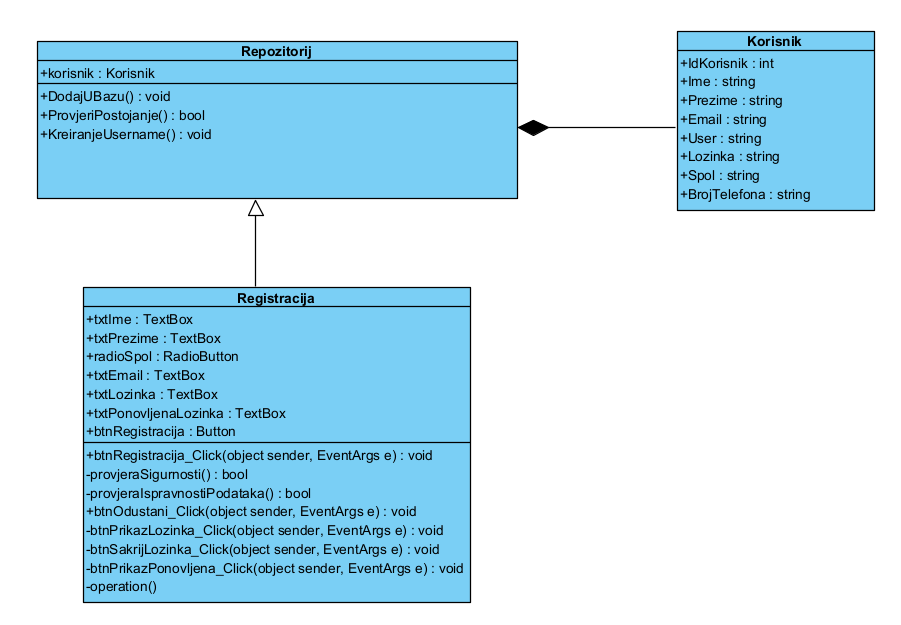 Repozitorij
+korisnik : Korisnik
+DodajUBazu() : void
+ProvjeriPostojanje() : bool
+KreiranjeUsername() : void
Korisnik
+IdKorisnik : int
+Ime : string
+Prezime : string
+Email : string
+User : string
+Lozinka : string
+Spol : string
+BrojTelefona : string
Registracija
+txtIme : TextBox
+txtPrezime : TextBox
+radioSpol : RadioButton
+txtEmail : TextBox
+txtLozinka : TextBox
+txtPonovljenaLozinka : TextBox
+btnRegistracija : Button
+btnRegistracija_Click(object sender, EventArgs e) : void
-provjeraSigurnosti() : bool
-provjeraIspravnostiPodataka() : bool
+btnOdustani_Click(object sender, EventArgs e) : void
-btnPrikazLozinka_Click(object sender, EventArgs e) : void
-btnSakrijLozinka_Click(object sender, EventArgs e) : void
-btnPrikazPonovljena_Click(object sender, EventArgs e) : void
-operation()